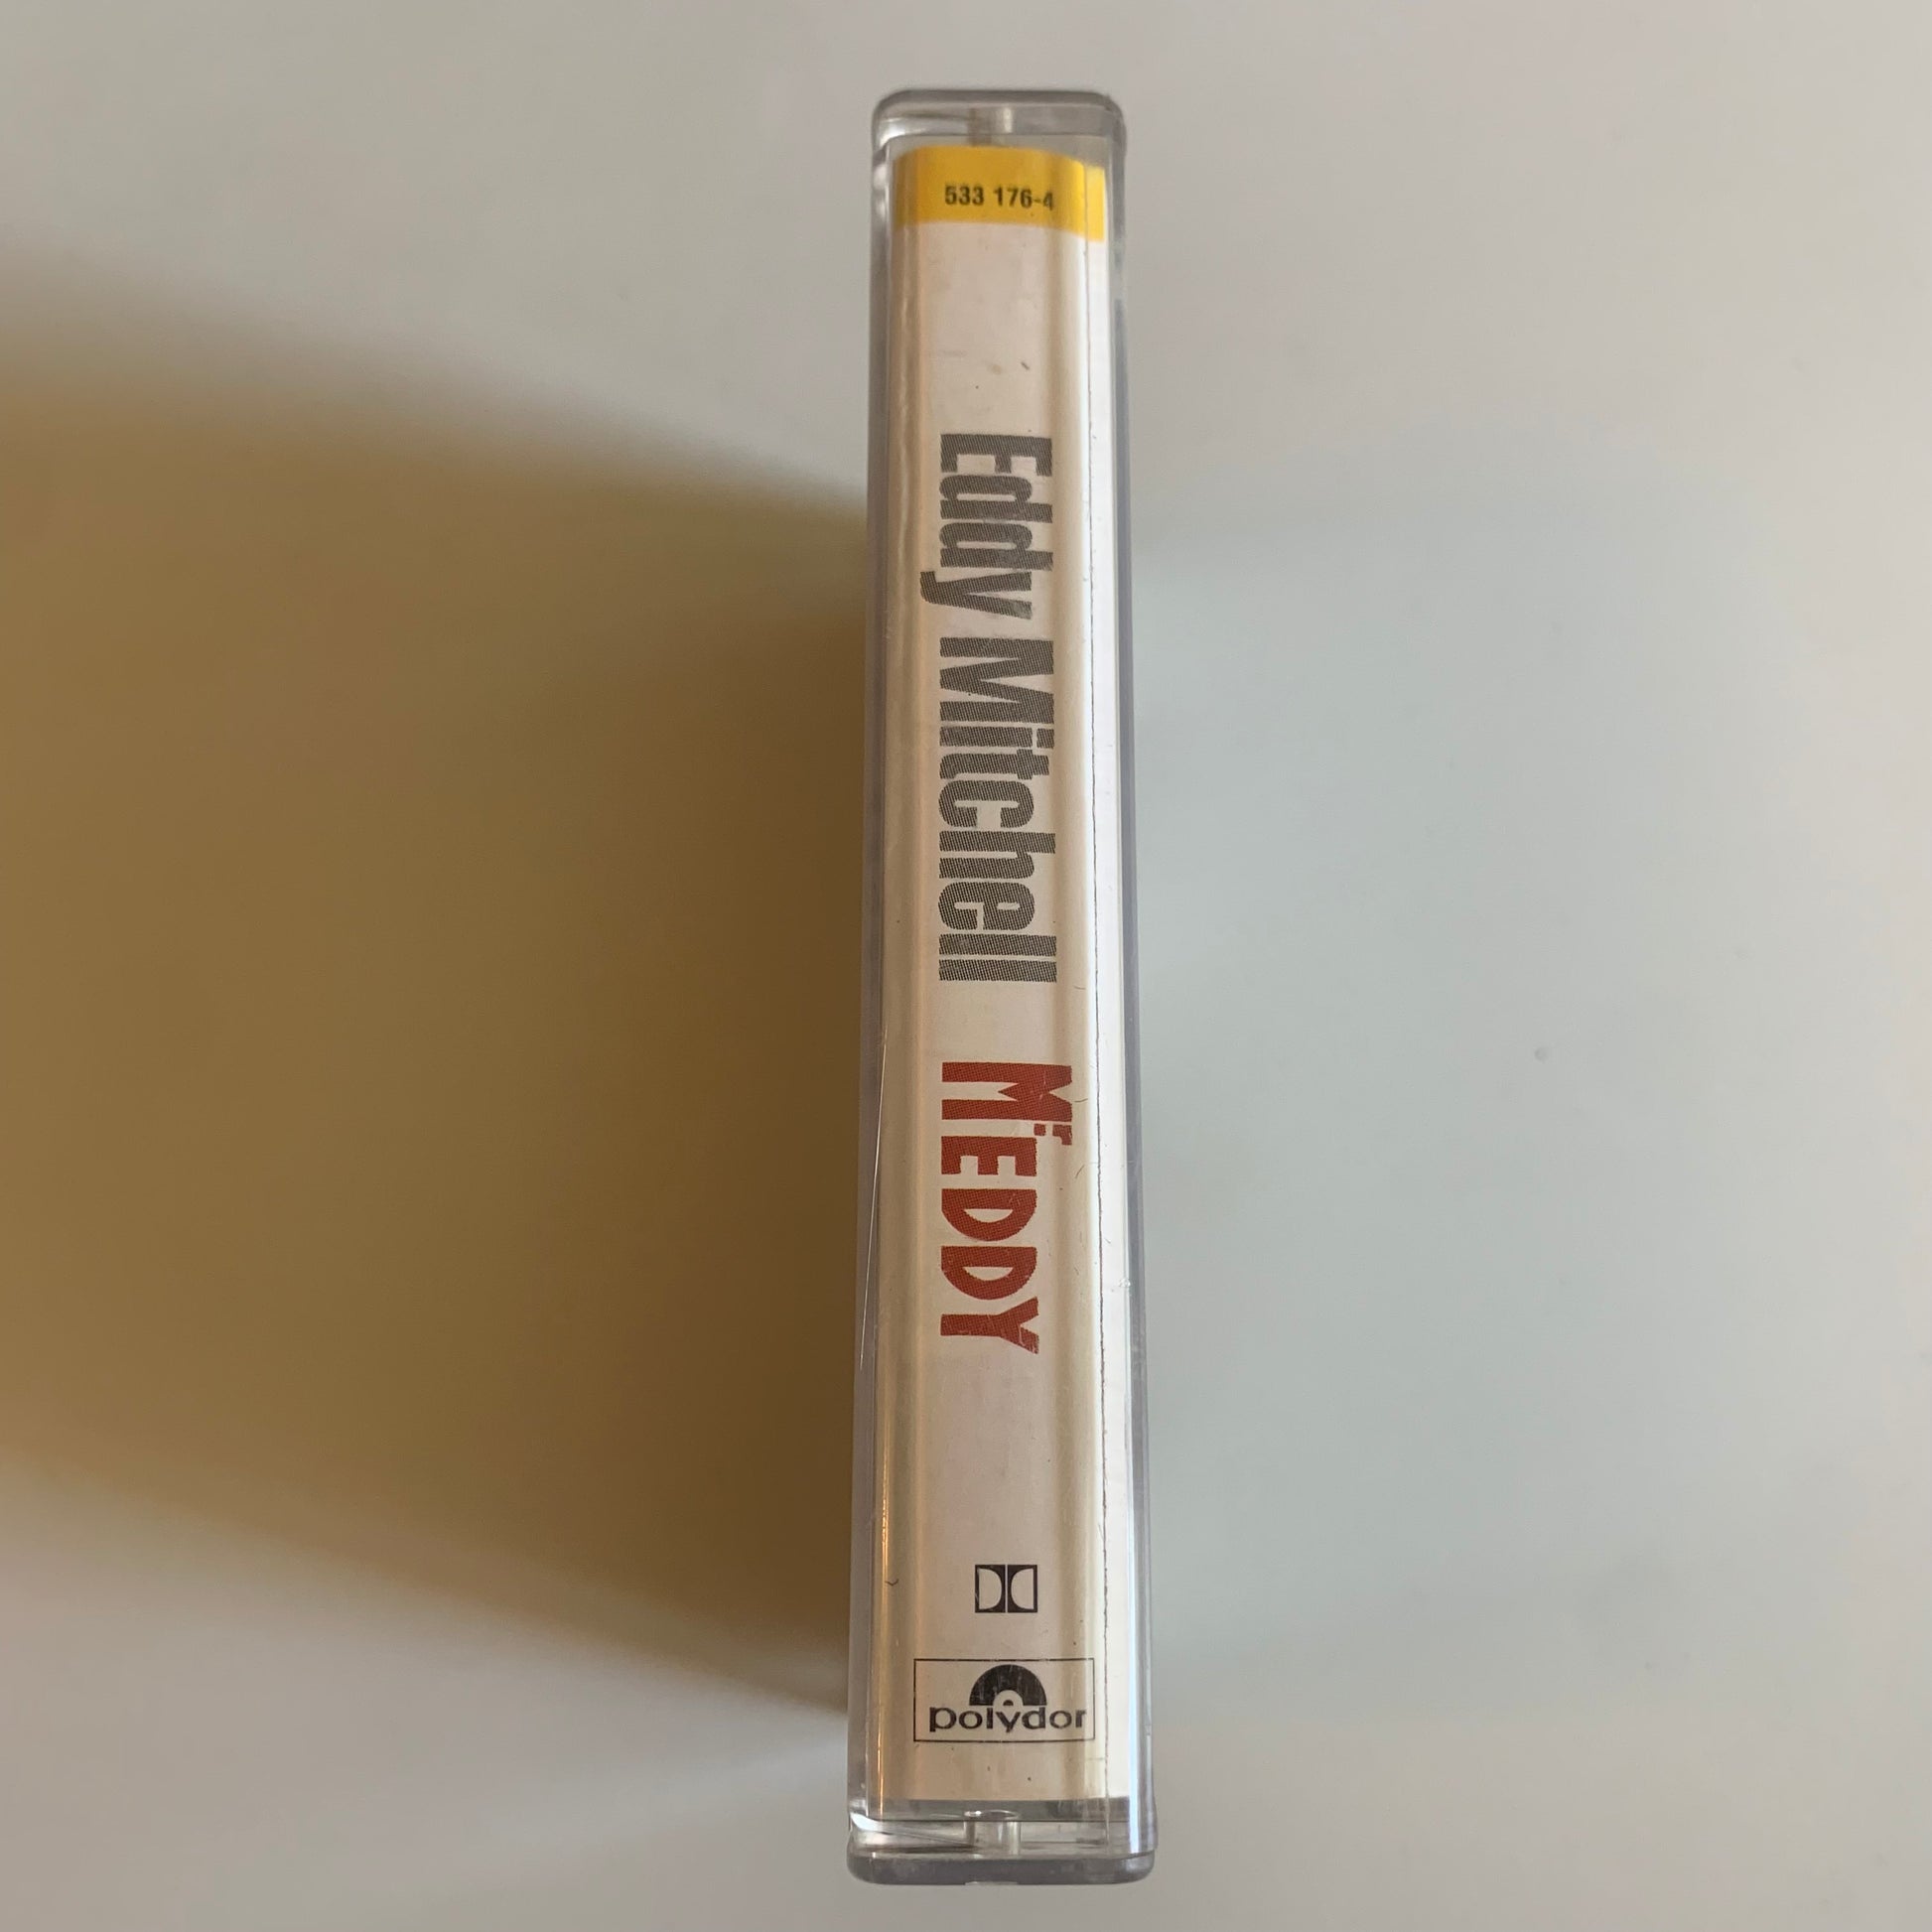 533 176-4
Eddy Mitchell
Mr EDDY
polydor